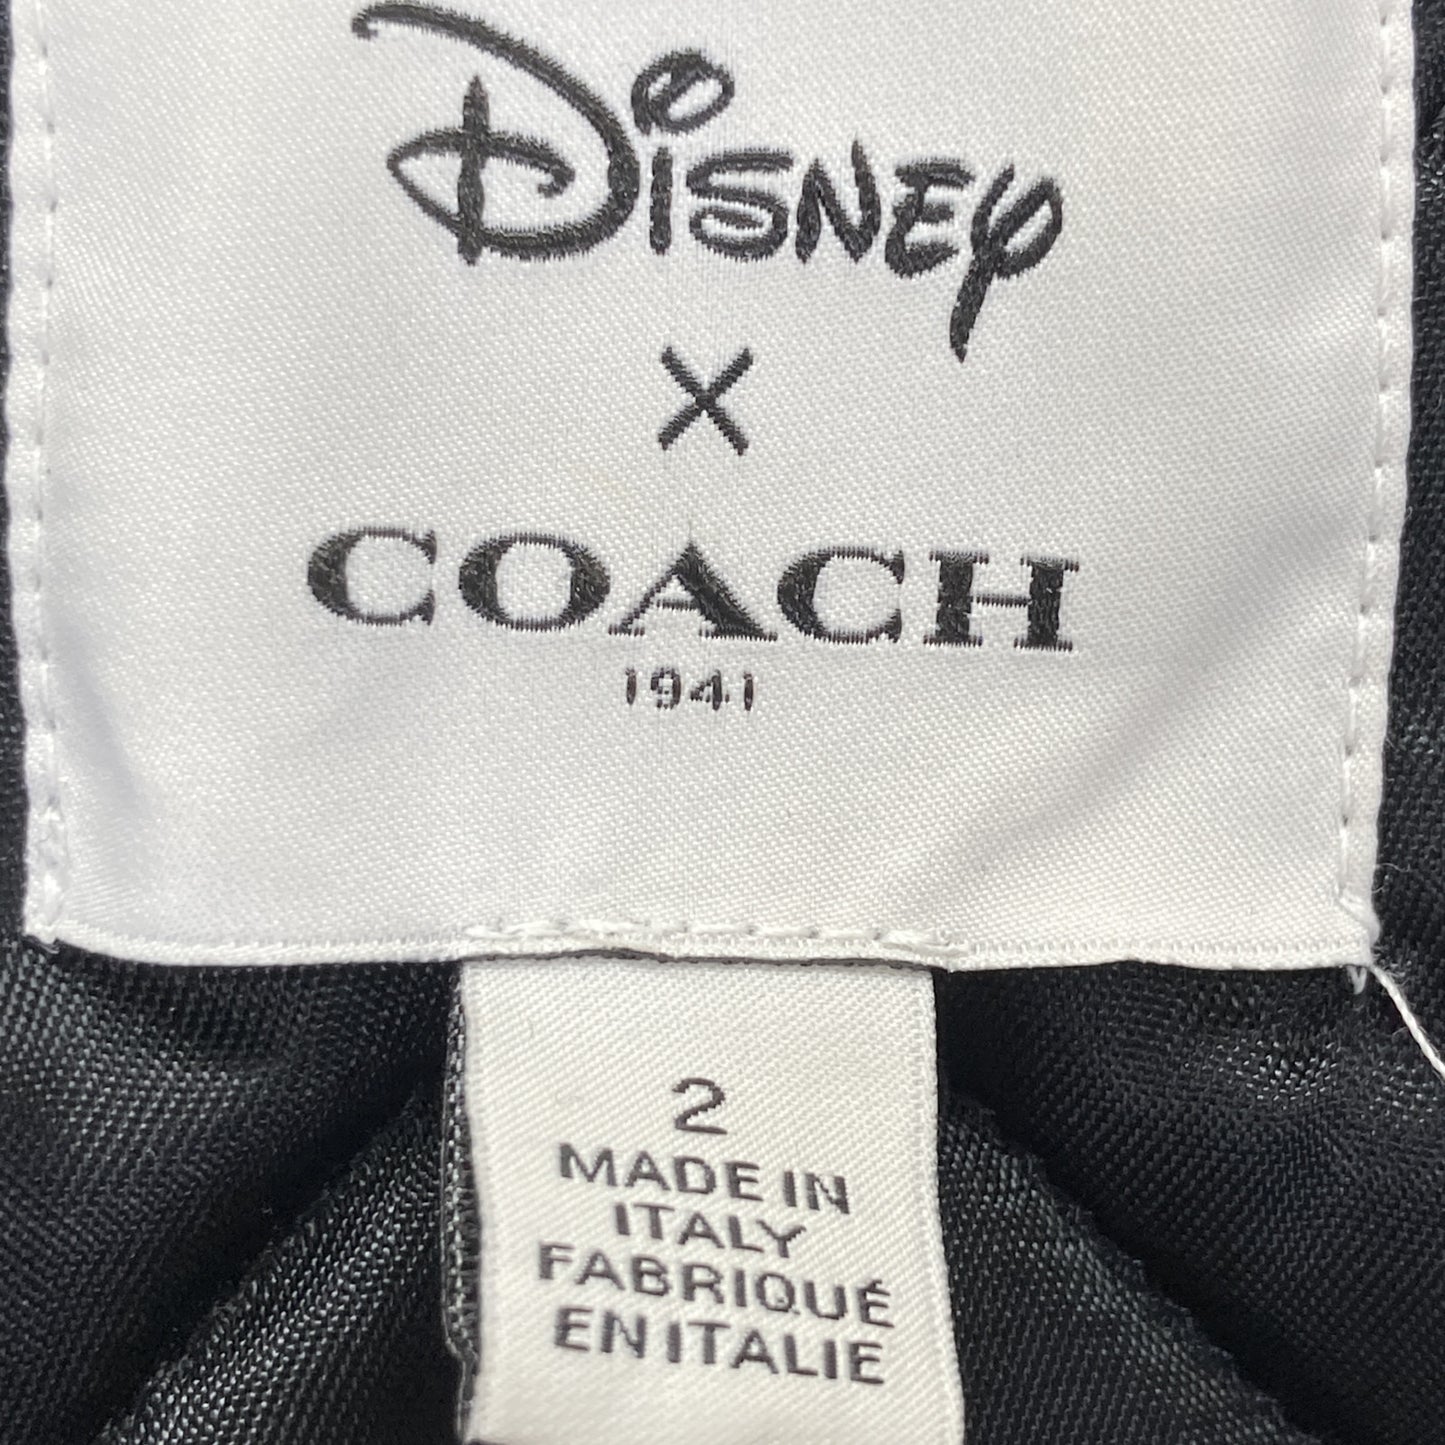 Disney
X
COACH
1941
2
MADE IN
ITALY
FABRIQUÉ
EN ITALIE